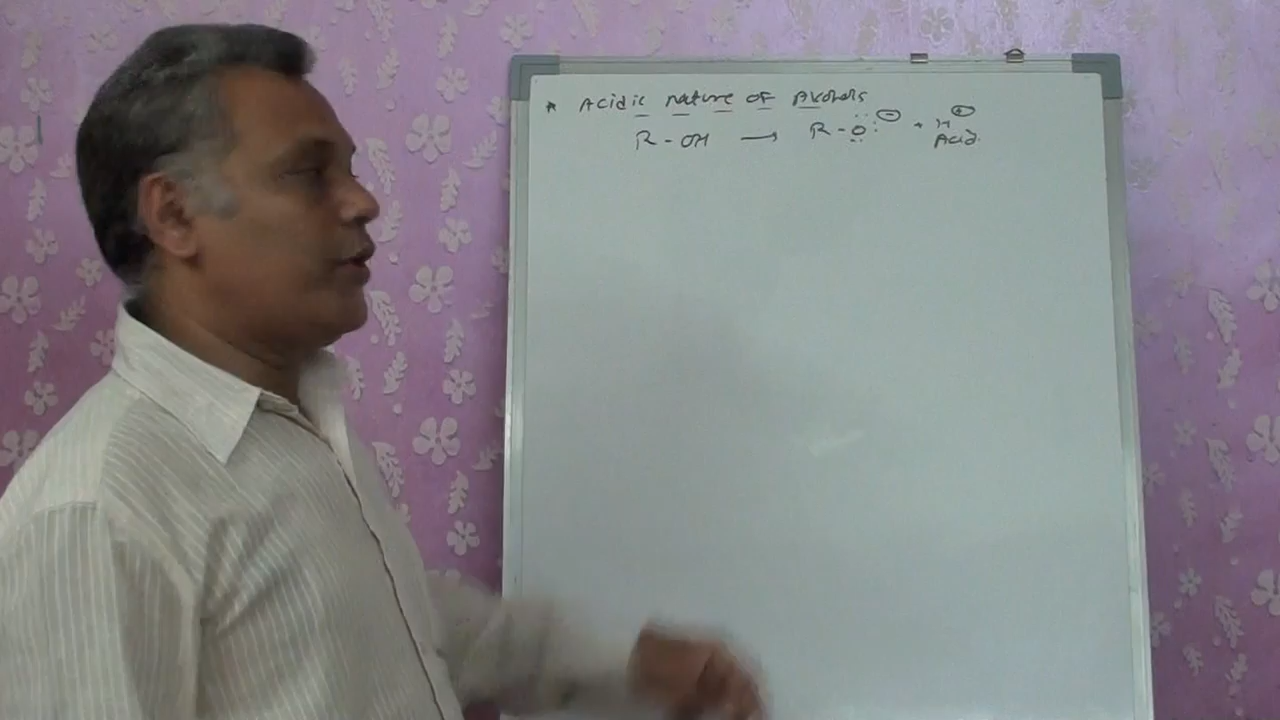 * Acidic nature of Alcohols
R - OH ⟶ R - Ö:⊖ + H⊕
Acid.